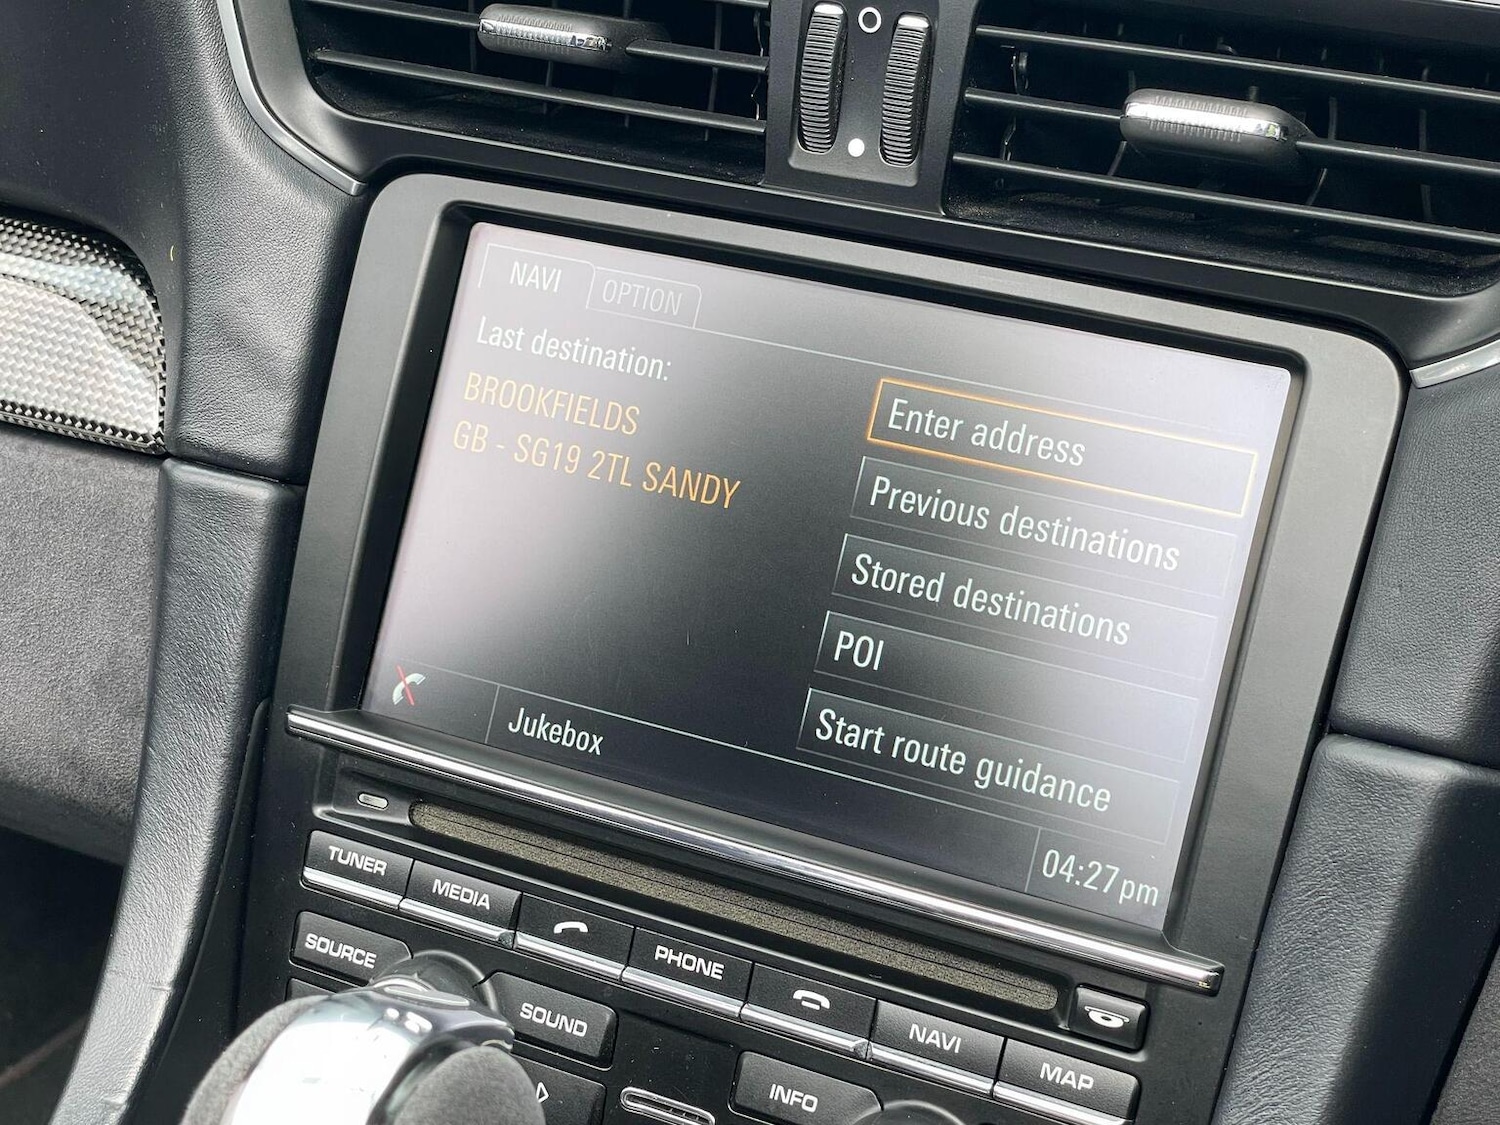 NAVI
OPTION
Last destination:
BROOKFIELDS
GB - SG19 2TL SANDY
Enter address
Previous destinations
Stored destinations
POI
Start route guidance
Jukebox
04:27pm
TUNER
MEDIA
PHONE
NAVI
MAP
SOURCE
SOUND
INFO